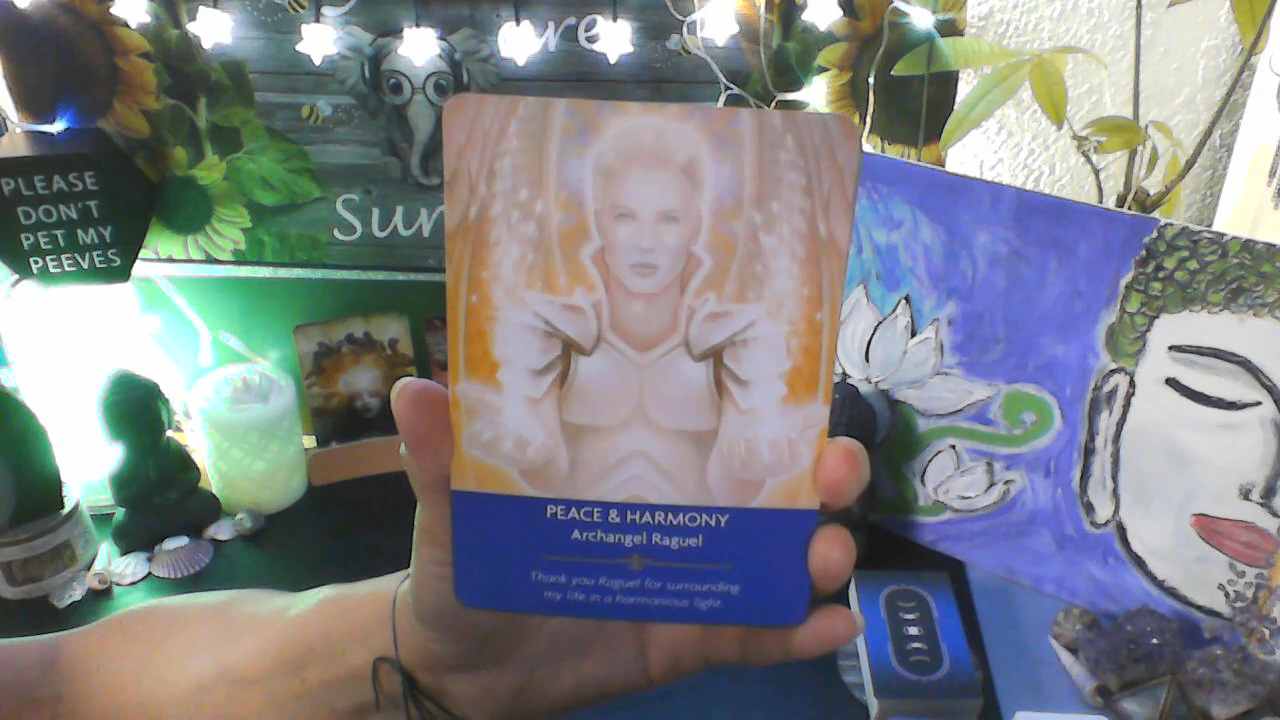 Sur
PLEASE
DON'T
PET MY
PEEVES
PEACE & HARMONY
Archangel Raguel
Thank you Raguel for surrounding
my life in a harmonious light.